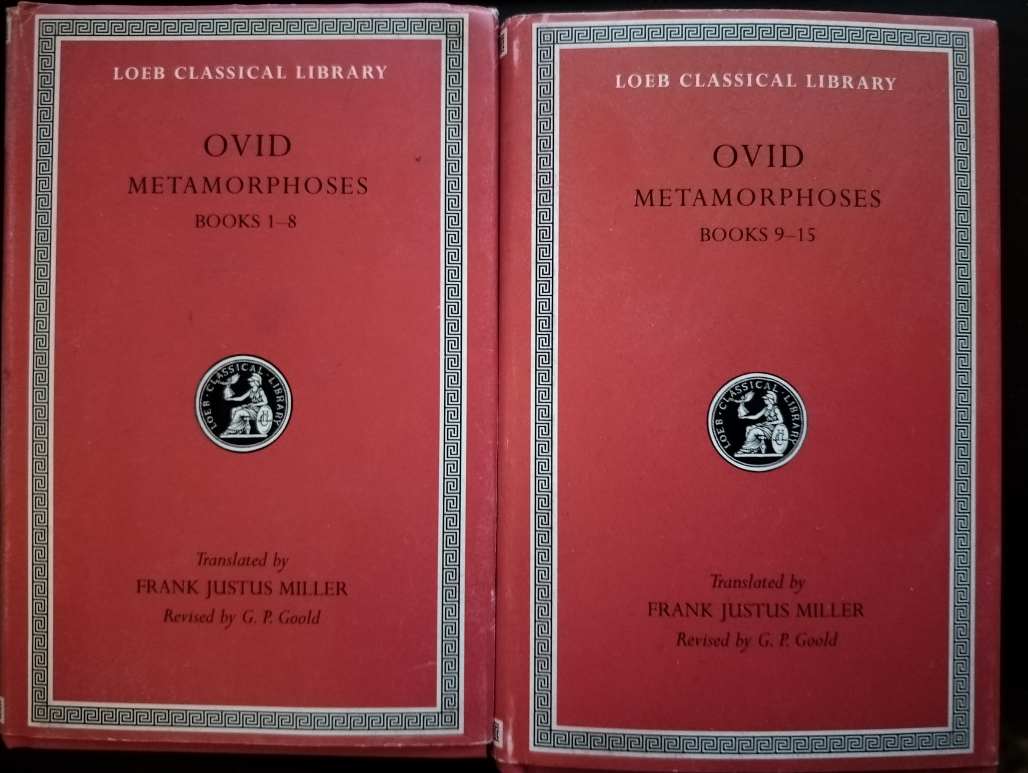 LOEB CLASSICAL LIBRARY
OVID
METAMORPHOSES
BOOKS 1–8
LOEB · CLASSICAL · LIBRARY
Translated by
FRANK JUSTUS MILLER
Revised by G. P. Goold
LOEB CLASSICAL LIBRARY
OVID
METAMORPHOSES
BOOKS 9–15
LOEB · CLASSICAL · LIBRARY
Translated by
FRANK JUSTUS MILLER
Revised by G. P. Goold